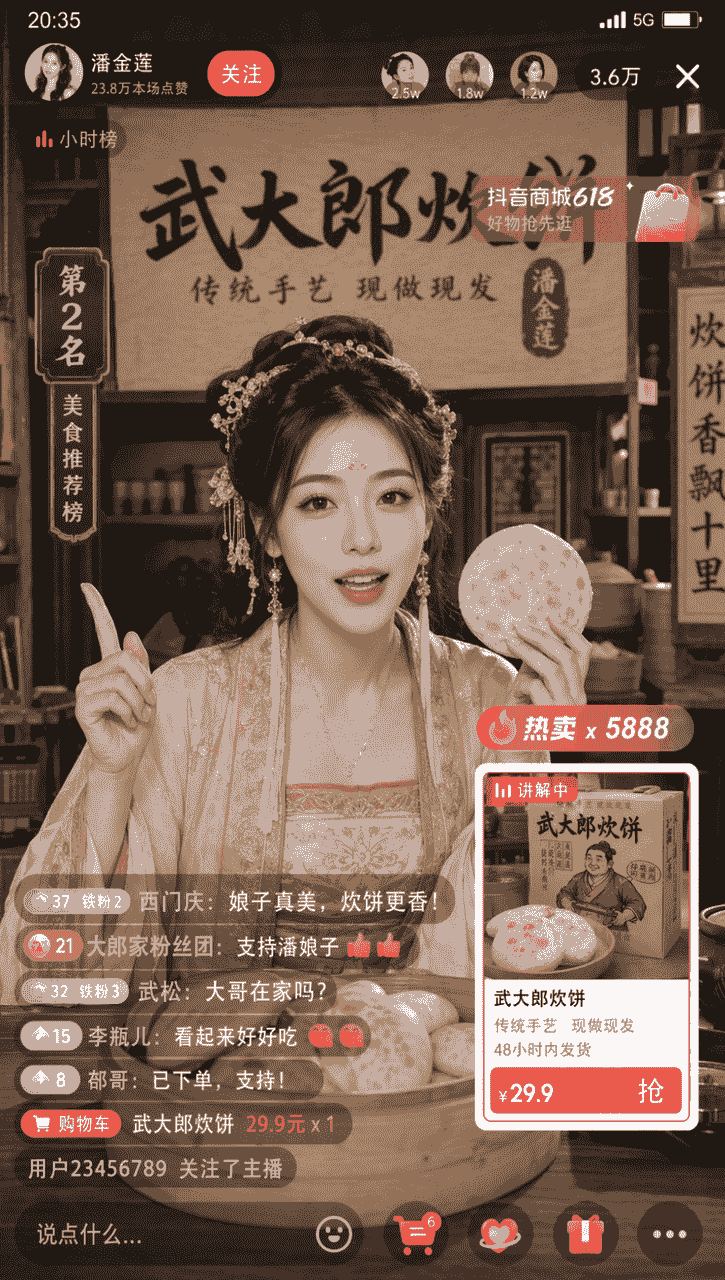 20:35
5G
潘金莲
23.8万本场点赞
关注
2.5w
1.8w
1.2w
3.6万
小时榜
武大郎炊饼
传统手艺 现做现发
潘金莲
抖音商城618
好物抢先逛
第2名
美食推荐榜
炊饼香飘十里
热卖 x 5888
讲解中
武大郎炊饼
武大郎炊饼
传统手艺 现做现发
48小时内发货
¥29.9
抢
37 铁粉2 西门庆：娘子真美，炊饼更香！
21 大郎家粉丝团：支持潘娘子
32 铁粉3 武松：大哥在家吗？
15 李瓶儿：看起来好好吃
8 郁哥：已下单，支持！
购物车 武大郎炊饼 29.9元 x 1
用户23456789 关注了主播
说点什么...
6